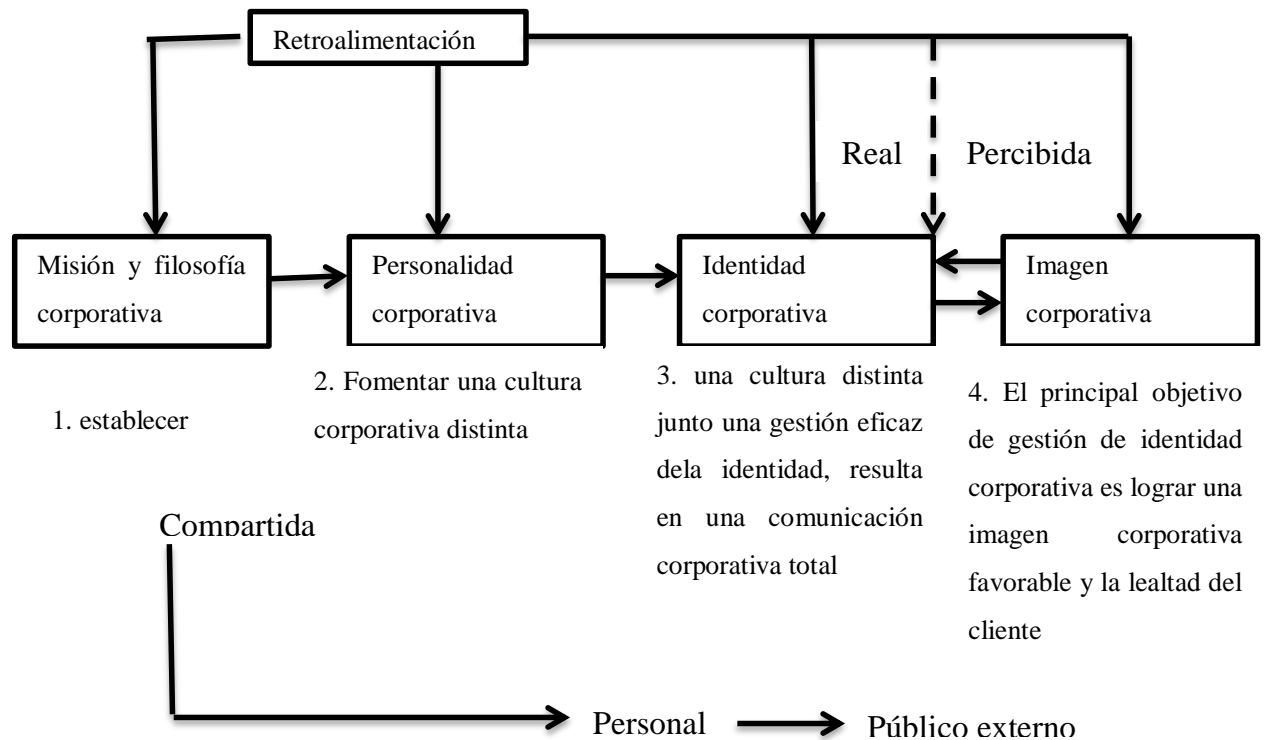 Retroalimentación
Real
Percibida
Misión y filosofía
corporativa
Personalidad
corporativa
Identidad
corporativa
Imagen
corporativa
1. establecer
2. Fomentar una cultura
corporativa distinta
3. una cultura distinta
junto una gestión eficaz
dela identidad, resulta
en una comunicación
corporativa total
4. El principal objetivo
de gestión de identidad
corporativa es lograr una
imagen corporativa
favorable y la lealtad del
cliente
Compartida
Personal
Público externo